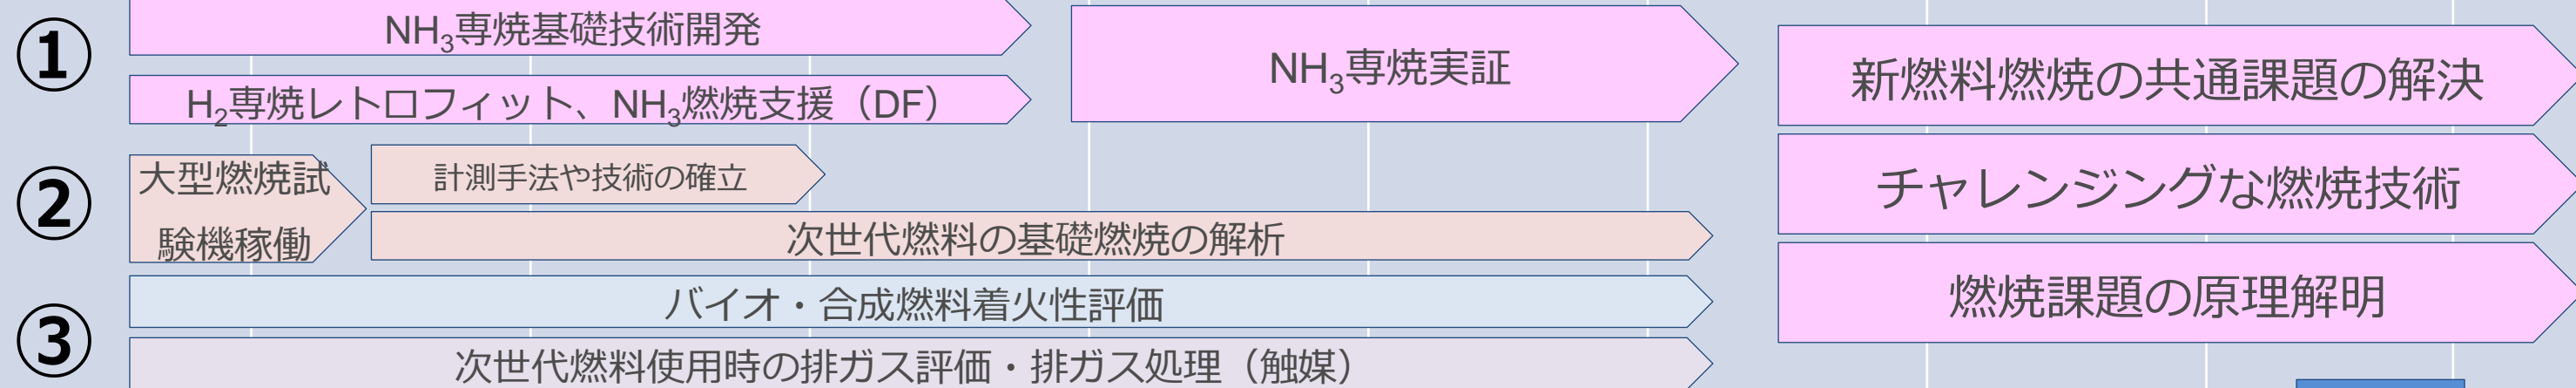 ①
NH₃専焼基礎技術開発
H₂専焼レトロフィット、NH₃燃焼支援（DF）
NH₃専焼実証
新燃料燃焼の共通課題の解決
②
大型燃焼試
験機稼働
計測手法や技術の確立
次世代燃料の基礎燃焼の解析
チャレンジングな燃焼技術
③
バイオ・合成燃料着火性評価
次世代燃料使用時の排ガス評価・排ガス処理（触媒）
燃焼課題の原理解明